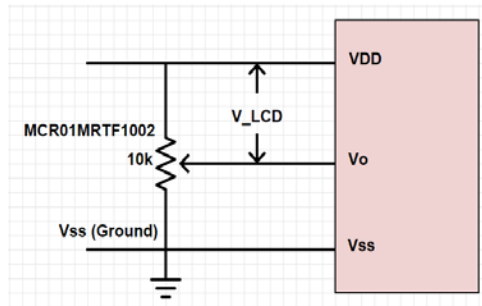 VDD
V_LCD
MCR01MRTF1002
10k
Vo
Vss (Ground)
Vss